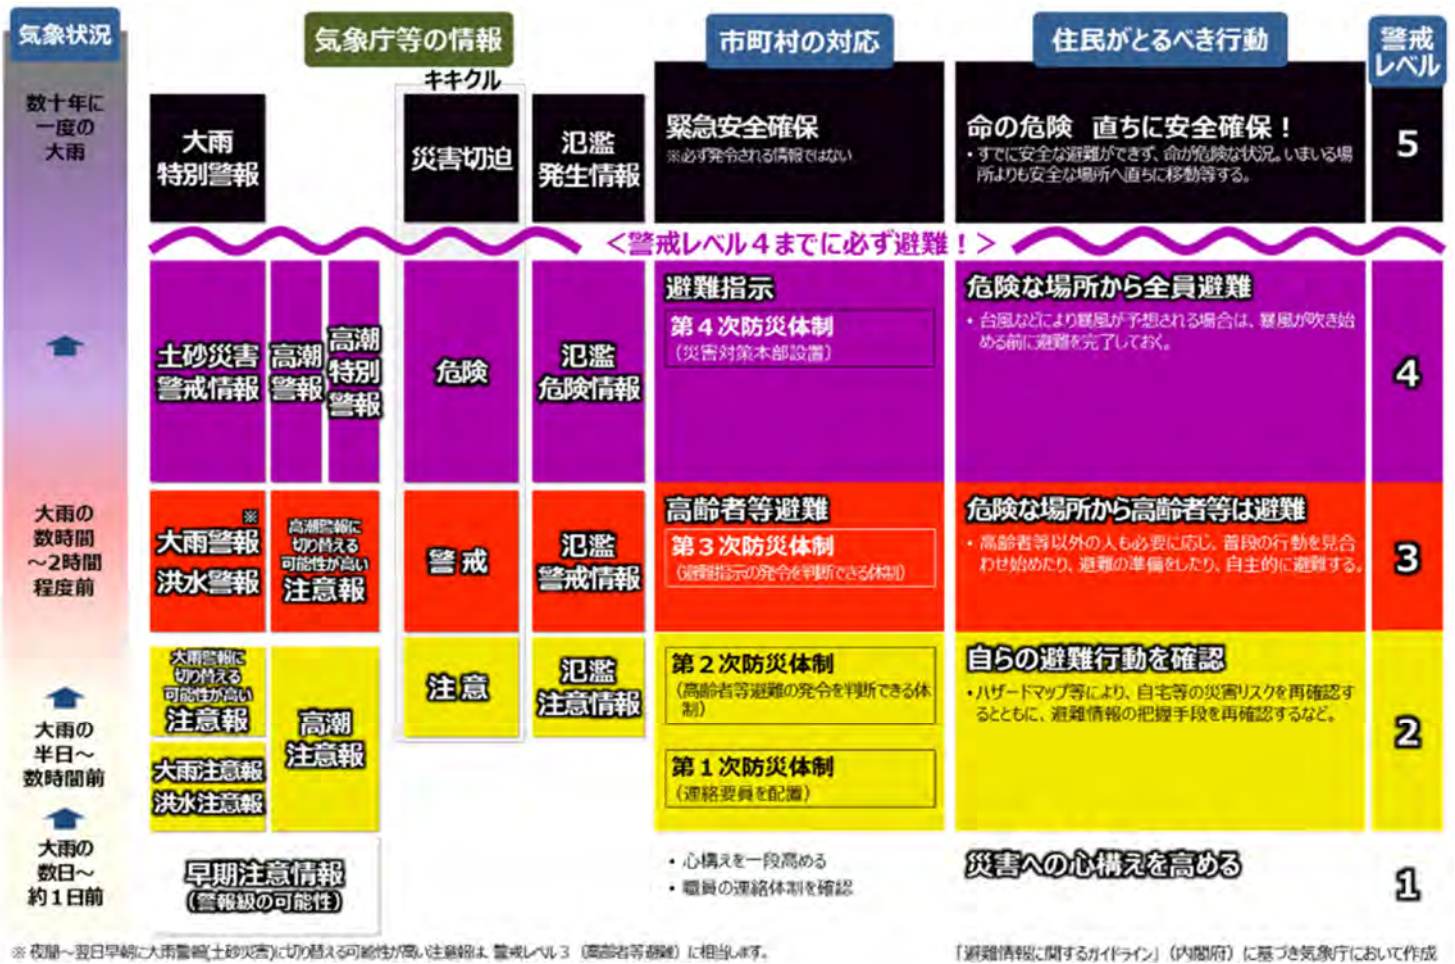 気象状況
気象庁等の情報
市町村の対応
住民がとるべき行動
警戒
レベル
キキクル
数十年に
一度の
大雨
大雨
特別警報
災害切迫
氾濫
発生情報
緊急安全確保
※必ず発令される情報ではない
命の危険 直ちに安全確保！
・すでに安全な避難ができず、命が危険な状況。いまいる場
所よりも安全な場所へ直ちに移動等する。
5
＜警戒レベル４までに必ず避難！＞
土砂災害
警戒情報
高潮
警報
高潮
特別
警報
危険
氾濫
危険情報
避難指示
第４次防災体制
（災害対策本部設置）
危険な場所から全員避難
・台風などにより暴風が予想される場合は、暴風が吹き始
める前に避難を完了しておく。
4
大雨の
数時間
～2時間
程度前
※
大雨警報
洪水警報
高潮警報に
切り替える
可能性が高い
注意報
警戒
氾濫
警戒情報
高齢者等避難
第３次防災体制
（避難指示の発令を判断できる体制）
危険な場所から高齢者等は避難
・高齢者等以外の人も必要に応じ、普段の行動を見合
わせ始めたり、避難の準備をしたり、自主的に避難する。
3
大雨の
半日～
数時間前
大雨警報に
切り替える
可能性が高い
注意報
大雨注意報
洪水注意報
高潮
注意報
注意
氾濫
注意情報
第２次防災体制
（高齢者等避難の発令を判断できる体
制）
第１次防災体制
（連絡要員を配置）
自らの避難行動を確認
・ハザードマップ等により、自宅等の災害リスクを再確認す
るとともに、避難情報の把握手段を再確認するなど。
2
大雨の
数日～
約１日前
早期注意情報
（警報級の可能性）
・心構えを一段高める
・職員の連絡体制を確認
災害への心構えを高める
1
※ 夜間～翌日早朝に大雨警報(土砂災害)に切り替える可能性が高い注意報は、警戒レベル３（高齢者等避難）に相当します。
「避難情報に関するガイドライン」（内閣府）に基づき気象庁において作成